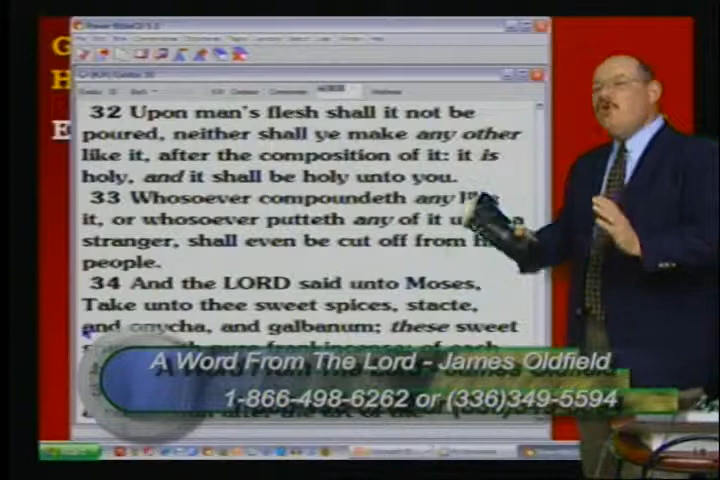 G
H
E
32 Upon man's flesh shall it not be
poured, neither shall ye make any other
like it, after the composition of it: it is
holy, and it shall be holy unto you.
33 Whosoever compoundeth any
it, or whosoever putteth any of it
stranger, shall even be cut off from
people.
34 And the LORD said unto Moses,
Take unto thee sweet spices, stacte,
and onycha, and galbanum; these sweet
A Word From The Lord - James Oldfield
1-866-498-6262 or (336)349-5594